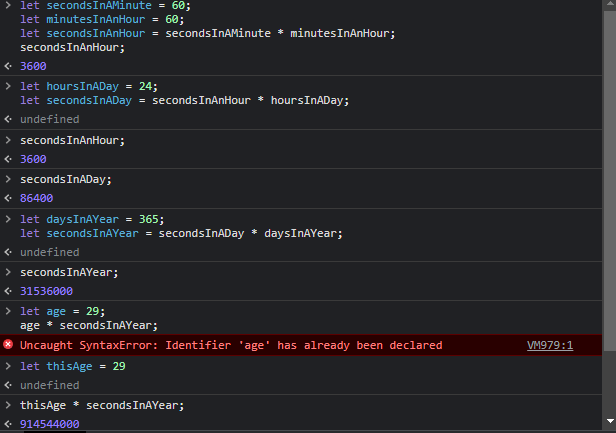 let secondsInAMinute = 60;
let minutesInAnHour = 60;
let secondsInAnHour = secondsInAMinute * minutesInAnHour;
secondsInAnHour;
3600
let hoursInADay = 24;
let secondsInADay = secondsInAnHour * hoursInADay;
undefined
secondsInAnHour;
3600
secondsInADay;
86400
let daysInAYear = 365;
let secondsInAYear = secondsInADay * daysInAYear;
undefined
secondsInAYear;
31536000
let age = 29;
age * secondsInAYear;
Uncaught SyntaxError: Identifier 'age' has already been declared VM979:1
let thisAge = 29
undefined
thisAge * secondsInAYear;
914544000